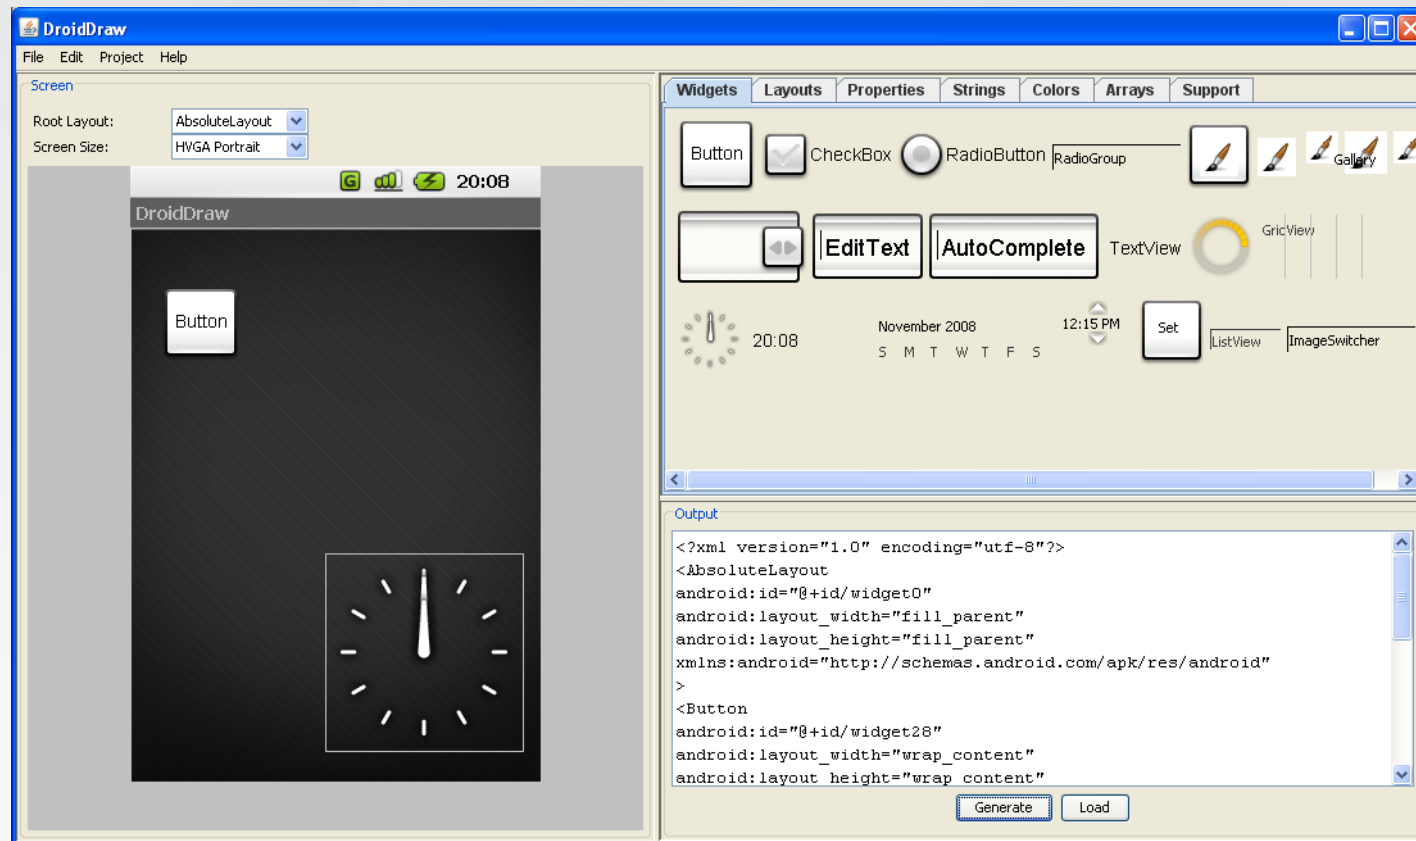 DroidDraw
File Edit Project Help
Screen
Root Layout: AbsoluteLayout
Screen Size: HVGA Portrait
G 20:08
DroidDraw
Button
Widgets Layouts Properties Strings Colors Arrays Support
Button CheckBox RadioButton RadioGroup Gallery
EditText AutoComplete TextView GridView
20:08 November 2008 12:15 PM Set ListView ImageSwitcher
S M T W T F S
Output
<?xml version="1.0" encoding="utf-8"?>
<AbsoluteLayout
android:id="@+id/widget0"
android:layout_width="fill_parent"
android:layout_height="fill_parent"
xmlns:android="http://schemas.android.com/apk/res/android"
>
<Button
android:id="@+id/widget28"
android:layout_width="wrap_content"
android:layout_height="wrap_content"
Generate Load